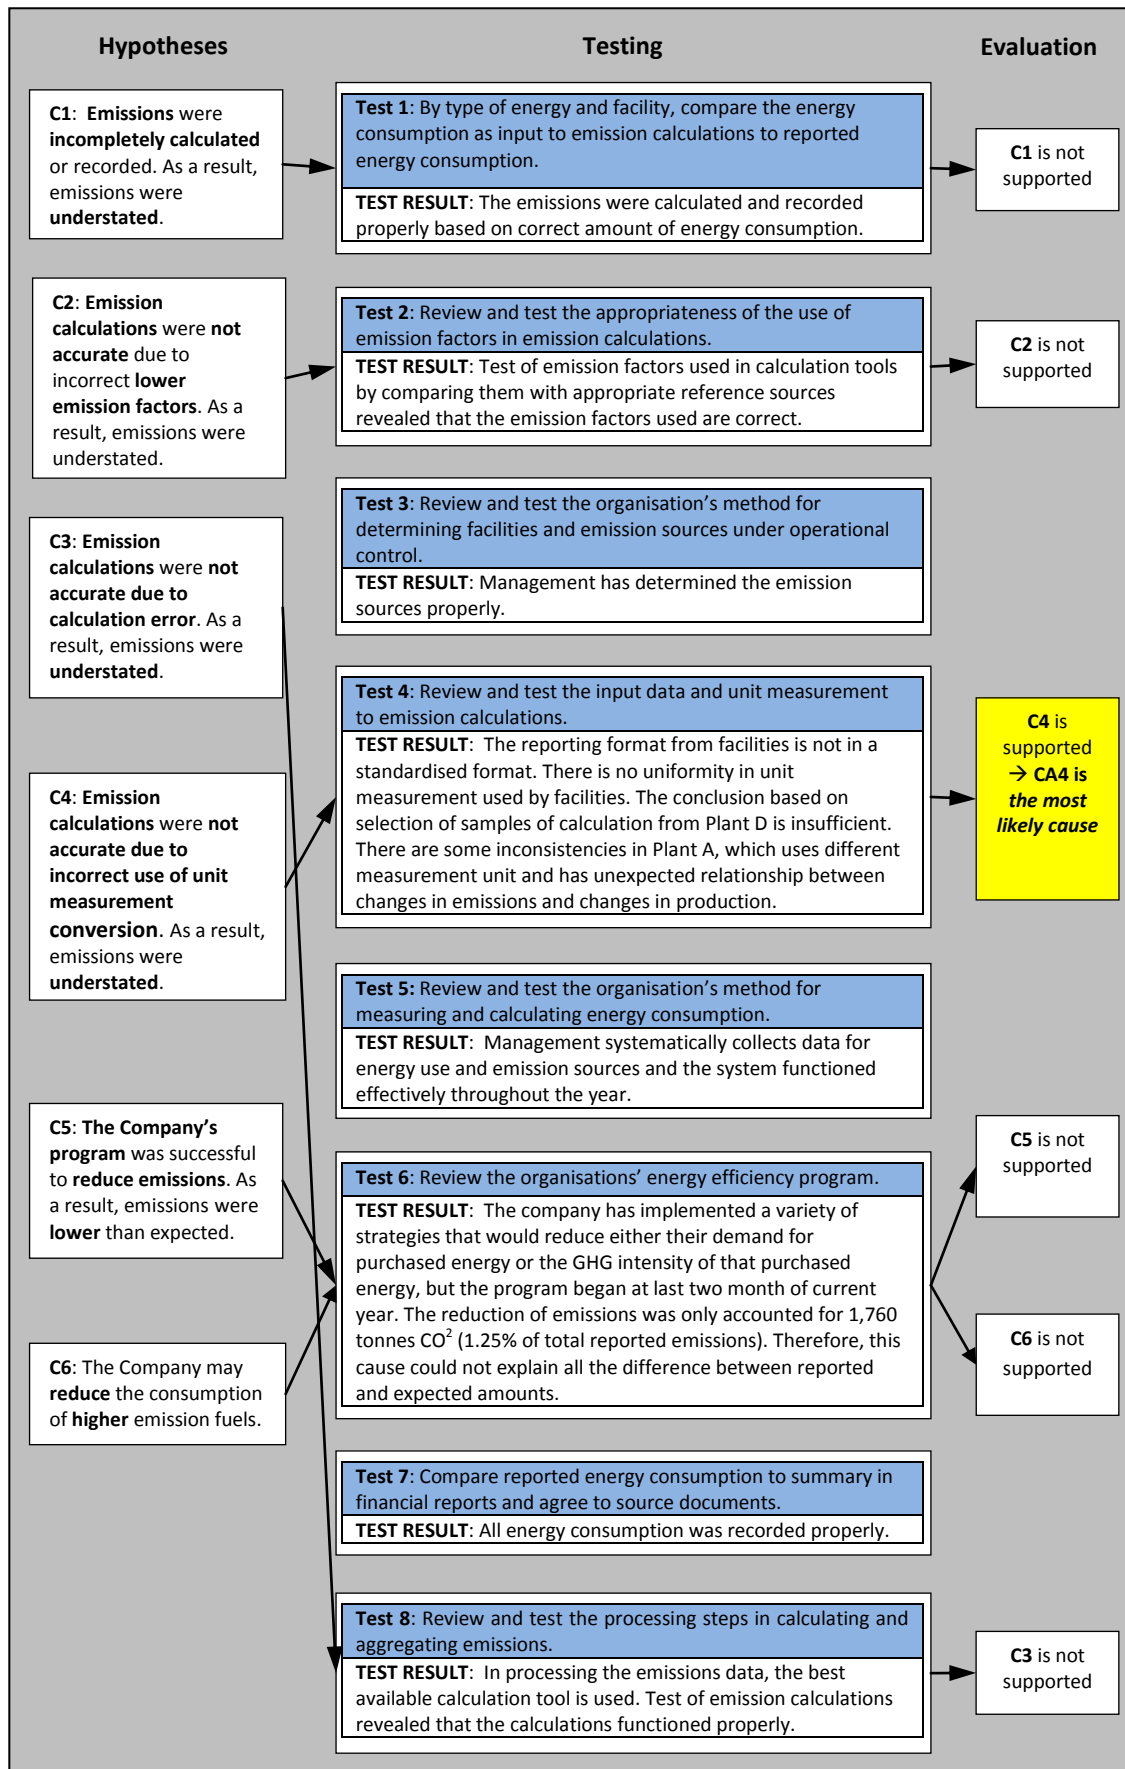 Hypotheses
Testing
Evaluation
C1: Emissions were
incompletely calculated
or recorded. As a result,
emissions were
understated.
Test 1: By type of energy and facility, compare the energy
consumption as input to emission calculations to reported
energy consumption.
TEST RESULT: The emissions were calculated and recorded
properly based on correct amount of energy consumption.
C1 is not
supported
C2: Emission
calculations were not
accurate due to
incorrect lower
emission factors. As a
result, emissions were
understated.
Test 2: Review and test the appropriateness of the use of
emission factors in emission calculations.
TEST RESULT: Test of emission factors used in calculation tools
by comparing them with appropriate reference sources
revealed that the emission factors used are correct.
C2 is not
supported
C3: Emission
calculations were not
accurate due to
calculation error. As a
result, emissions were
understated.
Test 3: Review and test the organisation’s method for
determining facilities and emission sources under operational
control.
TEST RESULT: Management has determined the emission
sources properly.
C4: Emission
calculations were not
accurate due to
incorrect use of unit
measurement
conversion. As a result,
emissions were
understated.
Test 4: Review and test the input data and unit measurement
to emission calculations.
TEST RESULT: The reporting format from facilities is not in a
standardised format. There is no uniformity in unit
measurement used by facilities. The conclusion based on
selection of samples of calculation from Plant D is insufficient.
There are some inconsistencies in Plant A, which uses different
measurement unit and has unexpected relationship between
changes in emissions and changes in production.
C4 is
supported
→ CA4 is
the most
likely cause
Test 5: Review and test the organisation’s method for
measuring and calculating energy consumption.
TEST RESULT: Management systematically collects data for
energy use and emission sources and the system functioned
effectively throughout the year.
C5: The Company’s
program was successful
to reduce emissions. As
a result, emissions were
lower than expected.
Test 6: Review the organisations’ energy efficiency program.
TEST RESULT: The company has implemented a variety of
strategies that would reduce either their demand for
purchased energy or the GHG intensity of that purchased
energy, but the program began at last two month of current
year. The reduction of emissions was only accounted for 1,760
tonnes CO² (1.25% of total reported emissions). Therefore, this
cause could not explain all the difference between reported
and expected amounts.
C5 is not
supported
C6: The Company may
reduce the consumption
of higher emission fuels.
C6 is not
supported
Test 7: Compare reported energy consumption to summary in
financial reports and agree to source documents.
TEST RESULT: All energy consumption was recorded properly.
Test 8: Review and test the processing steps in calculating and
aggregating emissions.
TEST RESULT: In processing the emissions data, the best
available calculation tool is used. Test of emission calculations
revealed that the calculations functioned properly.
C3 is not
supported